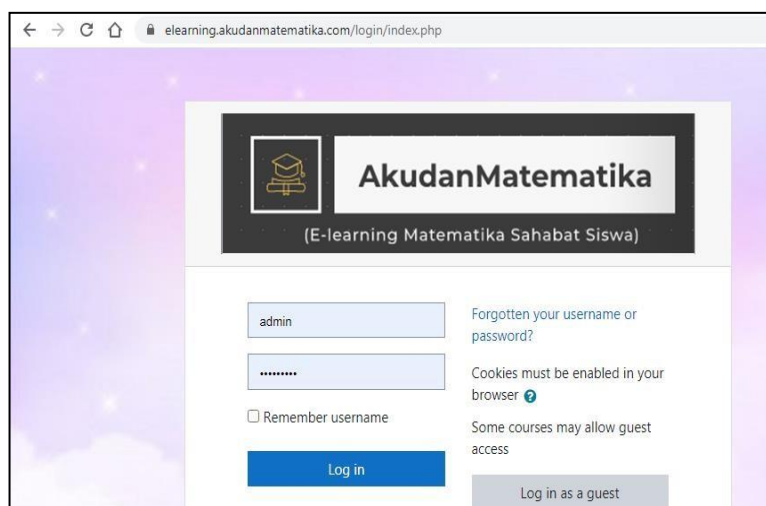 elearning.akudanmatematika.com/login/index.php
AkudanMatematika
(E-learning Matematika Sahabat Siswa)
admin
•••••••••
Remember username
Log in
Forgotten your username or
password?
Cookies must be enabled in your
browser ?
Some courses may allow guest
access
Log in as a guest